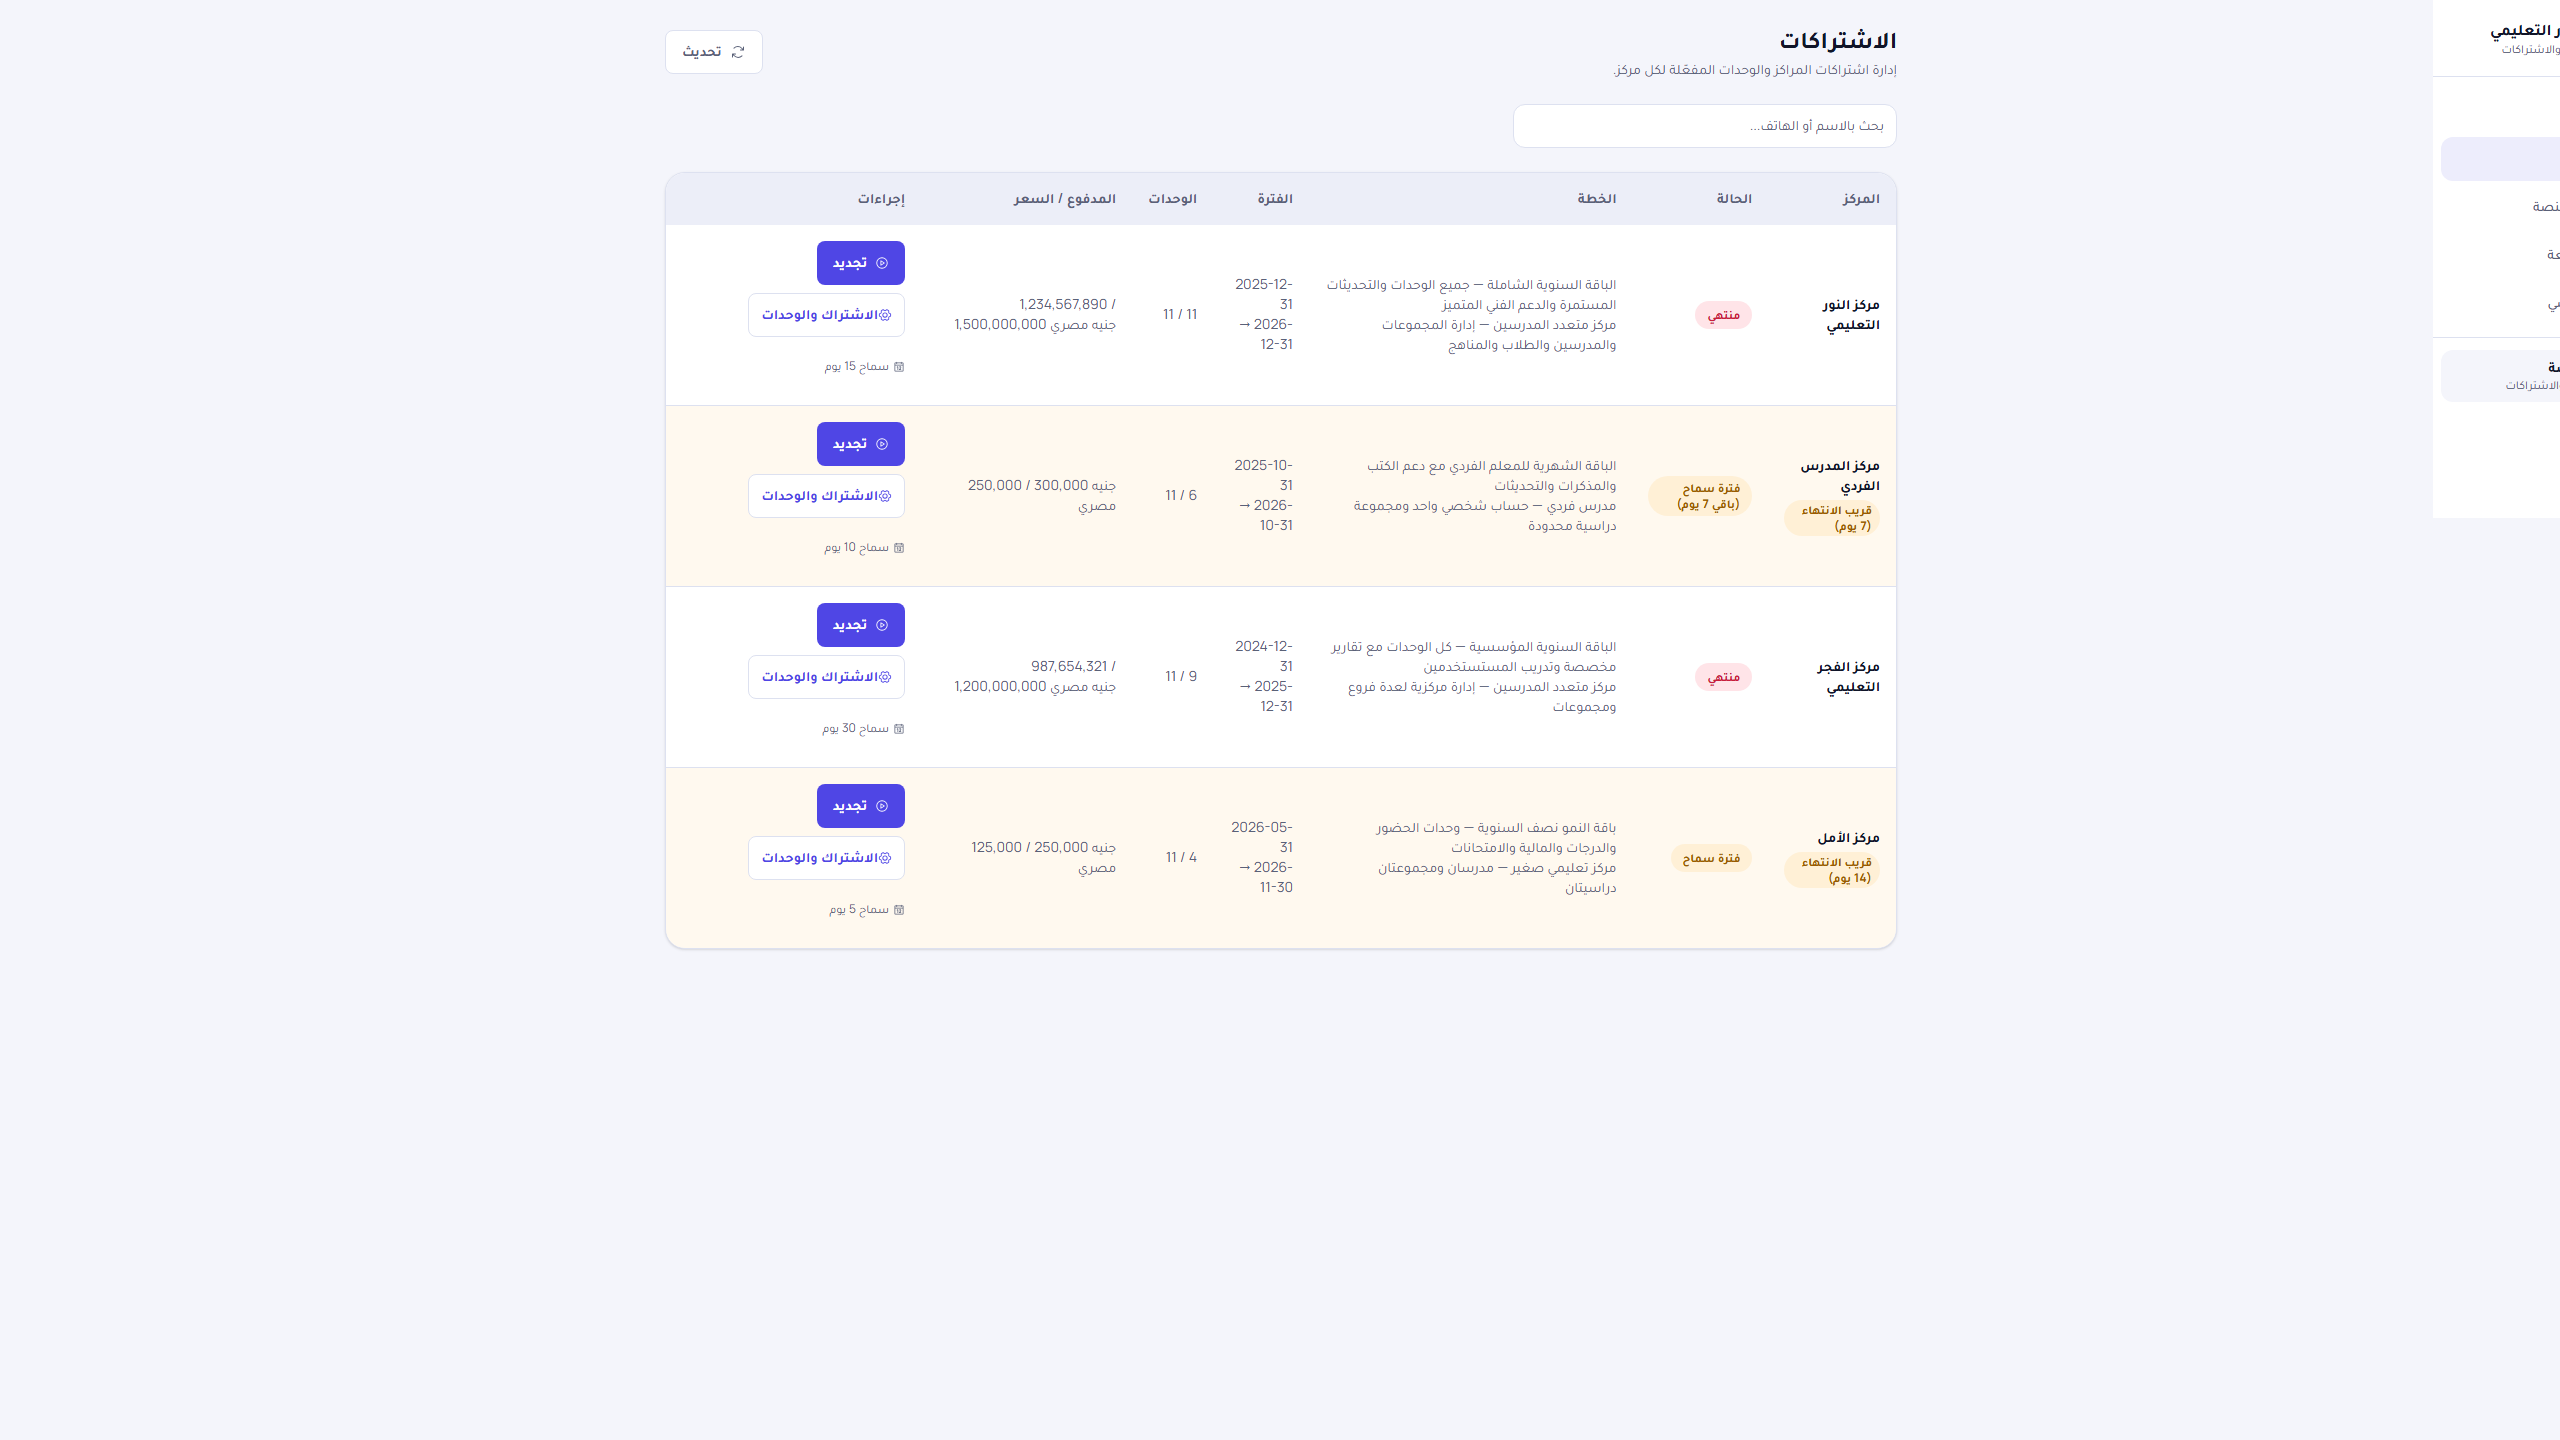 الاشتراكات
إدارة اشتراكات المراكز والوحدات المفعّلة لكل مركز.
تحديث
بحث بالاسم أو الهاتف...
المركز
الحالة
الخطة
الفترة
الوحدات
المدفوع / السعر
إجراءات
مركز النور
التعليمي
منتهي
الباقة السنوية الشاملة — جميع الوحدات والتحديثات
المستمرة والدعم الفني المتميز
مركز متعدد المدرسين — إدارة المجموعات
والمدرسين والطلاب والمناهج
2025-12-
31
→ 2026-
12-31
11 / 11
1,234,567,890 /
1,500,000,000 جنيه مصري
تجديد
الاشتراك والوحدات
سماح 15 يوم
مركز المدرس
الفردي
قريب الانتهاء
(7 يوم)
فترة سماح
(باقي 7 يوم)
الباقة الشهرية للمعلم الفردي مع دعم الكتب
والمذكرات والتحديثات
مدرس فردي — حساب شخصي واحد ومجموعة
دراسية محدودة
2025-10-
31
→ 2026-
10-31
11 / 6
250,000 / 300,000 جنيه
مصري
تجديد
الاشتراك والوحدات
سماح 10 يوم
مركز الفجر
التعليمي
منتهي
الباقة السنوية المؤسسية — كل الوحدات مع تقارير
مخصصة وتدريب المستستخدمين
مركز متعدد المدرسين — إدارة مركزية لعدة فروع
ومجموعات
2024-12-
31
→ 2025-
12-31
11 / 9
987,654,321 /
1,200,000,000 جنيه مصري
تجديد
الاشتراك والوحدات
سماح 30 يوم
مركز الأمل
قريب الانتهاء
(14 يوم)
فترة سماح
باقة النمو نصف السنوية — وحدات الحضور
والدرجات والمالية والامتحانات
مركز تعليمي صغير — مدرسان ومجموعتان
دراسيتان
2026-05-
31
→ 2026-
11-30
11 / 4
125,000 / 250,000 جنيه
مصري
تجديد
الاشتراك والوحدات
سماح 5 يوم
التعليمي
والاشتراكات